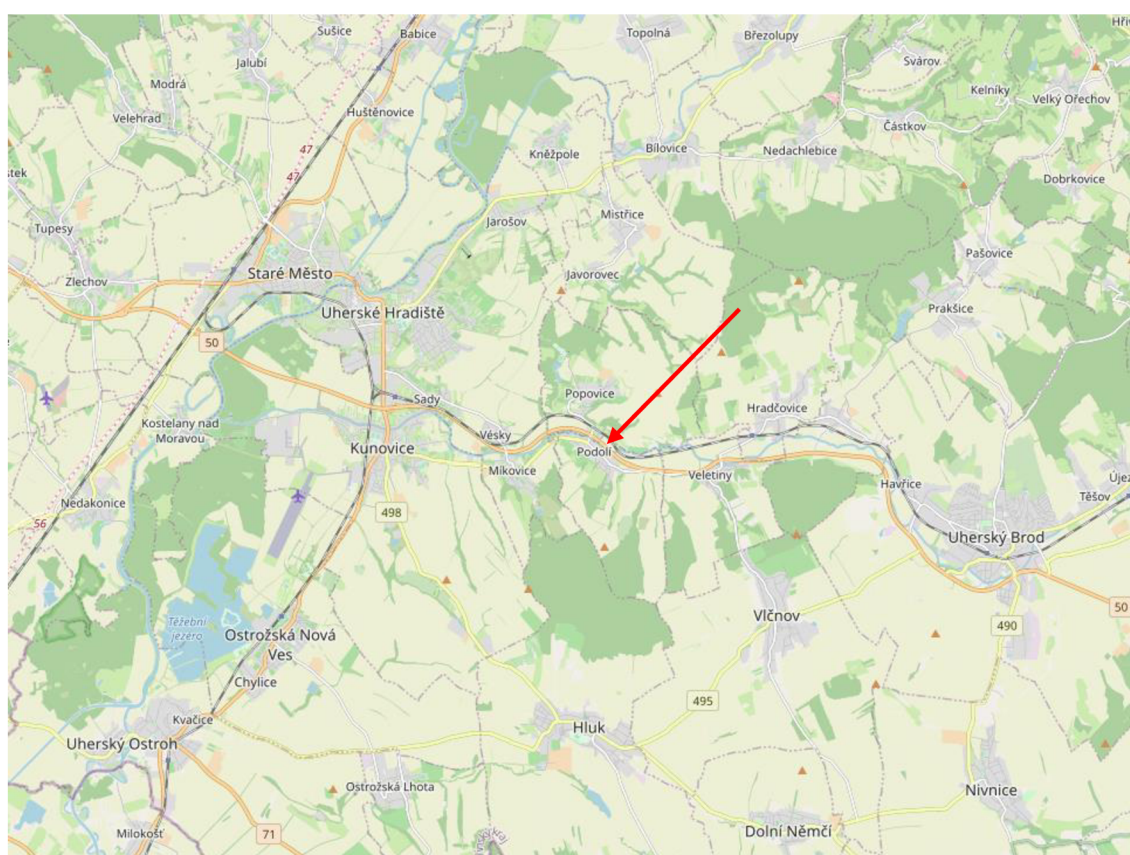 Sušice
Babice
Topolná
Březolupy
Jalubí
Svárov
Modrá
Kelníky
Velký Ořechov
Huštěnovice
Velehrad
Částkov
47
Bílovice
Nedachlebice
Kněžpole
47
Dobrkovice
Mistřice
Jarošov
Tupesy
Pašovice
Staré Město
Javorovec
Zlechov
Prakšice
Uherské Hradiště
50
Popovice
Sady
Hradčovice
Kostelany nad
Moravou
Vésky
Kunovice
Podolí
Mikovice
Veletiny
Havřice
Nedakonice
Těšov
498
56
Uherský Brod
50
Vlčnov
Těžební
jezero
490
Ostrožská Nová
Ves
Chylice
495
Kvačice
Hluk
Uherský Ostroh
Ostrožská Lhota
Nivnice
Milokošť
71
Dolní Němčí